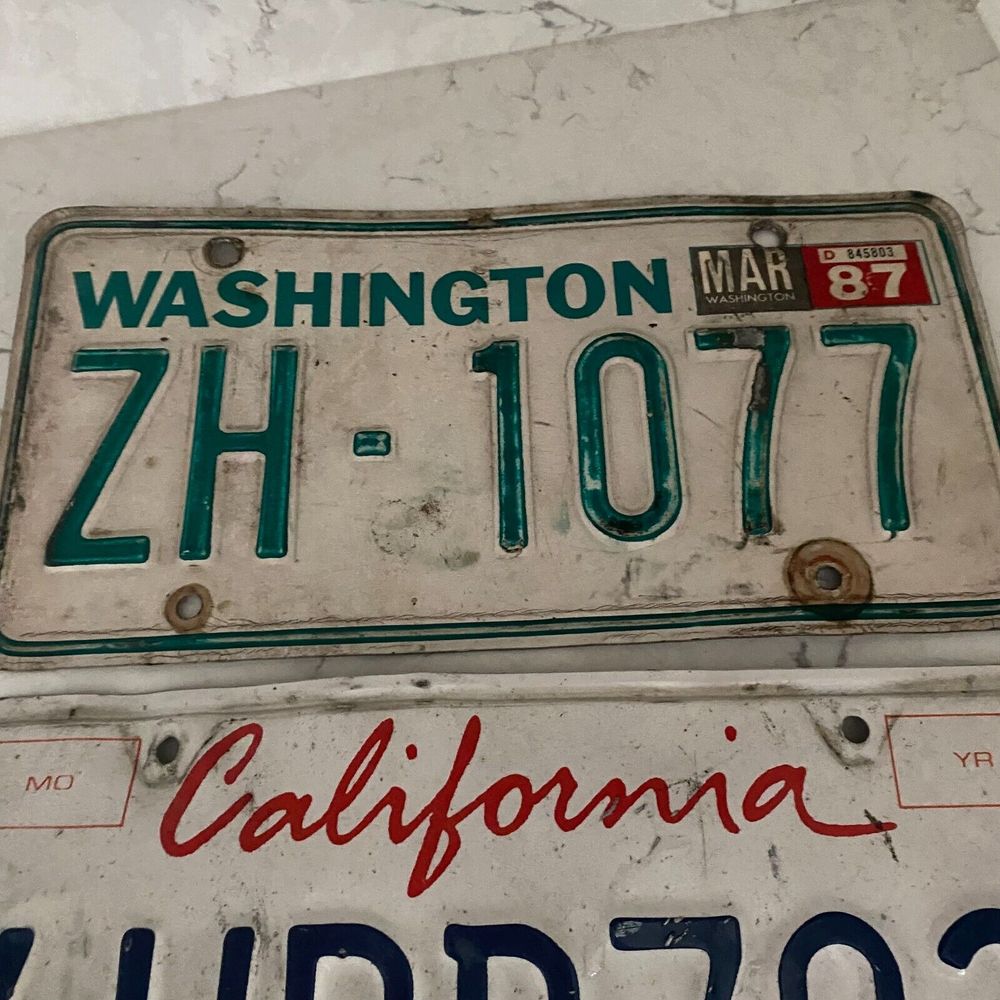 WASHINGTON
MAR
WASHINGTON
D 845803
87
ZH-1077
MO
California
YR